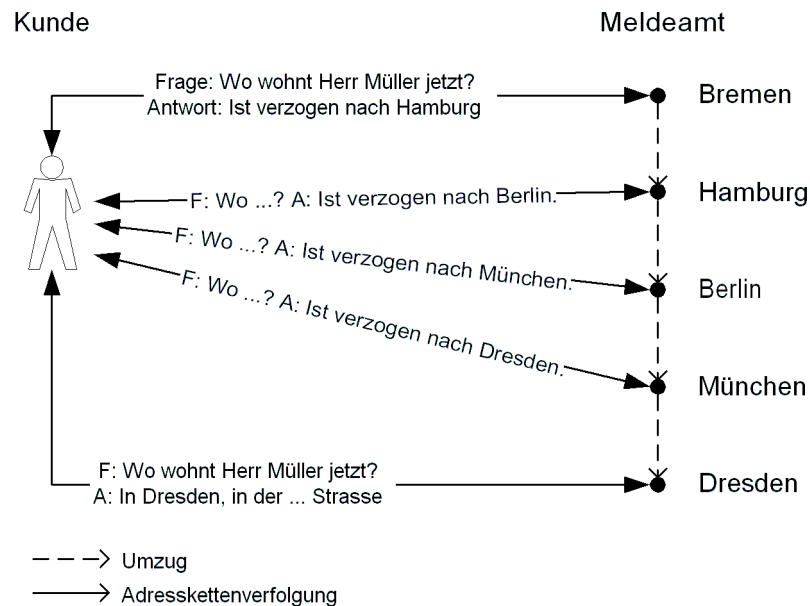 Kunde
Meldeamt
Frage: Wo wohnt Herr Müller jetzt?
Antwort: Ist verzogen nach Hamburg
Bremen
F: Wo ...? A: Ist verzogen nach Berlin.
Hamburg
F: Wo ...? A: Ist verzogen nach München.
Berlin
F: Wo ...? A: Ist verzogen nach Dresden.
München
F: Wo wohnt Herr Müller jetzt?
A: In Dresden, in der ... Strasse
Dresden
Umzug
Adresskettenverfolgung